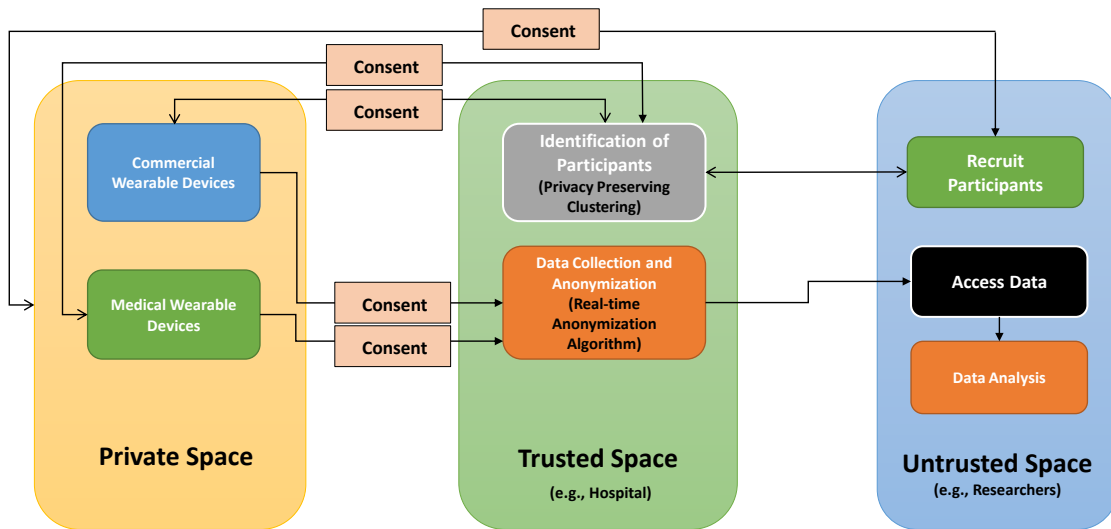 Consent
Consent
Consent
Commercial
Wearable Devices
Medical Wearable
Devices
Private Space
Consent
Consent
Identification of
Participants
(Privacy Preserving
Clustering)
Data Collection and
Anonymization
(Real-time
Anonymization
Algorithm)
Trusted Space
(e.g., Hospital)
Recruit
Participants
Access Data
Data Analysis
Untrusted Space
(e.g., Researchers)